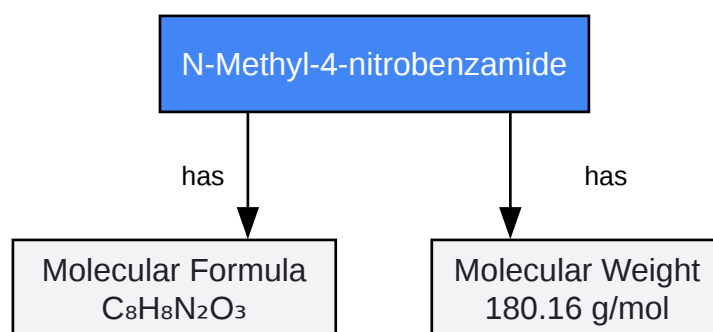 N-Methyl-4-nitrobenzamide
has
has
Molecular Formula
C₈H₈N₂O₃
Molecular Weight
180.16 g/mol